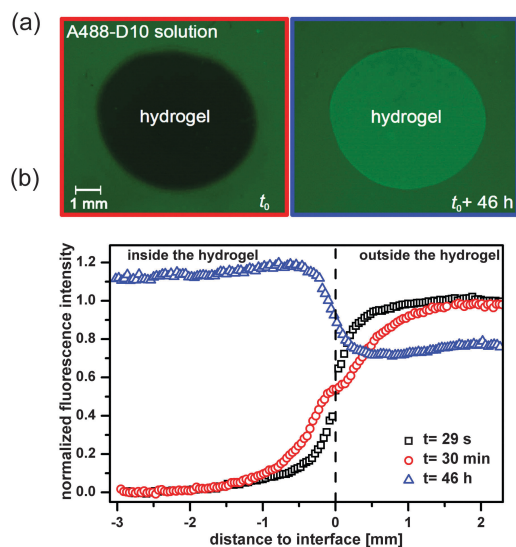 (a)
A488-D10 solution
hydrogel
hydrogel
1 mm
t₀
t₀+ 46 h
(b)
inside the hydrogel
outside the hydrogel
normalized fluorescence intensity
1.2
1.0
0.8
0.6
0.4
0.2
0.0
t= 29 s
t= 30 min
t= 46 h
-3
-2
-1
0
1
2
distance to interface [mm]